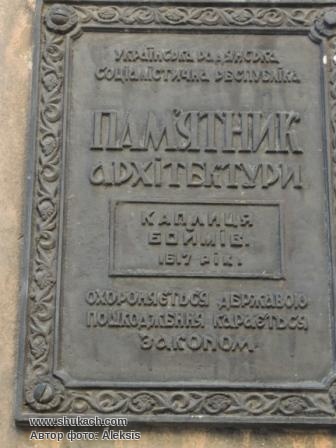 УКРАЇНСЬКА РАДЯНСЬКА
СОЦІАЛІСТИЧНА РЕСПУБЛІКА
ПАМ'ЯТНИК
АРХІТЕКТУРИ
КАПЛИЦЯ
БОЇМІВ.
1617 РІК.
ОХОРОНЯЄТЬСЯ ДЕРЖАВОЮ
ПОШКОДЖЕННЯ КАРАЄТЬСЯ
ЗАКОНОМ
www.shukach.com
Автор фото: Aleksis